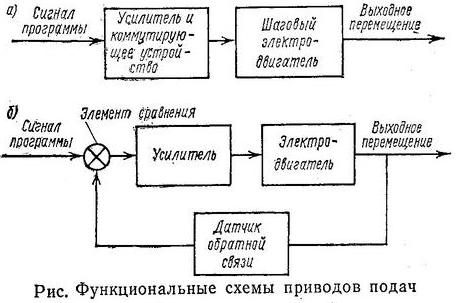 а)
Сигнал
программы
Усилитель и
коммутирую-
щее устрой-
ство
Шаговый
электро-
двигатель
Выходное
перемещение
б)
Элемент сравнения
Сигнал
программы
Усилитель
Электро-
двигатель
Выходное
перемещение
Датчик
обратной
связи
Рис. Функциональные схемы приводов подач